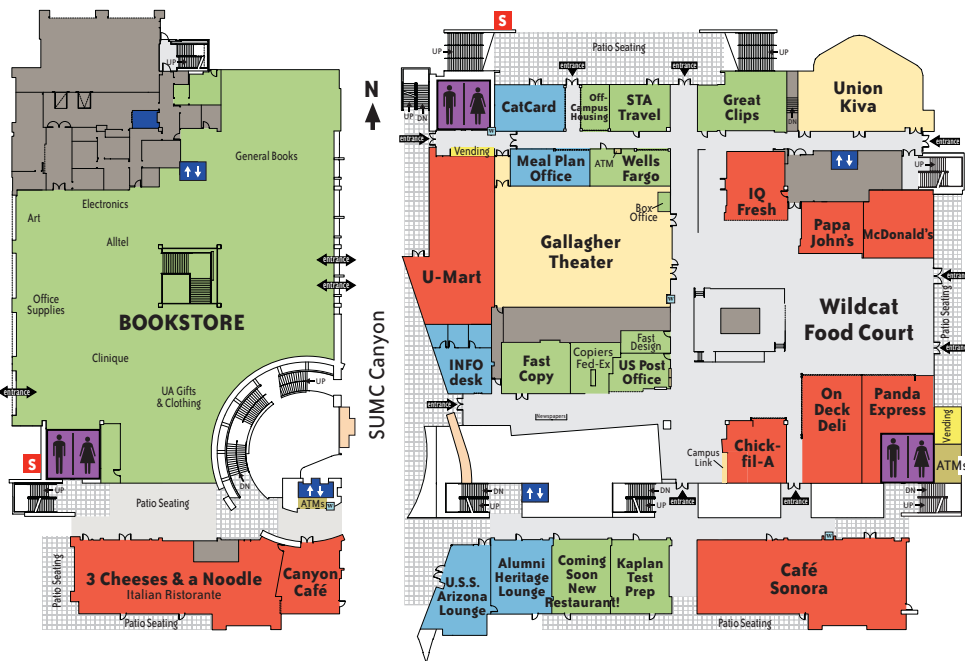 S
UP
Patio Seating
UP
UP
entrance
entrance
N
UP DN
CatCard
Off-
Campus
Housing
STA
Travel
Great
Clips
DN
Union
Kiva
W
General Books
entrance
entrance
Vending
Meal Plan
Office
ATM
Wells
Fargo
UP
IQ
Fresh
Electronics
Art
Box
Office
Papa
John's
McDonald's
Alltel
Gallagher
Theater
entrance
entrance
U-Mart
entrance
W
Office
Supplies
BOOKSTORE
SUMC Canyon
Wildcat
Food Court
Patio Seating
Clinique
INFO
desk
Fast
Copy
Copiers
Fed-Ex
Fast
Design
US Post
Office
entrance
UP
UA Gifts
& Clothing
entrance
entrance
Newspapers
On
Deck
Deli
Panda
Express
Vending
Chick-
fil-A
Campus
Link
ATMs
S
UP
DN
Patio Seating
ATMs
W
DN
UP
DN
UP
entrance
entrance
DN
UP
W
Patio Seating
3 Cheeses & a Noodle
Italian Ristorante
Canyon
Café
U.S.S.
Arizona
Lounge
Alumni
Heritage
Lounge
Coming
Soon
New
Restaurant!
Kaplan
Test
Prep
Café
Sonora
Patio Seating
Patio Seating